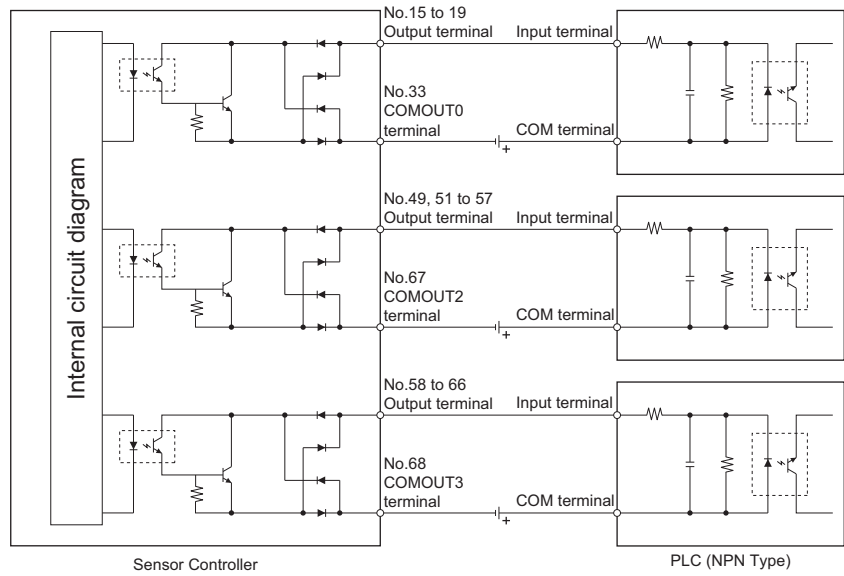 No.15 to 19
Output terminal
Input terminal
No.33
COMOUT0
terminal
COM terminal
+
No.49, 51 to 57
Output terminal
Input terminal
No.67
COMOUT2
terminal
COM terminal
+
No.58 to 66
Output terminal
Input terminal
No.68
COMOUT3
terminal
COM terminal
+
Internal circuit diagram
Sensor Controller
PLC (NPN Type)